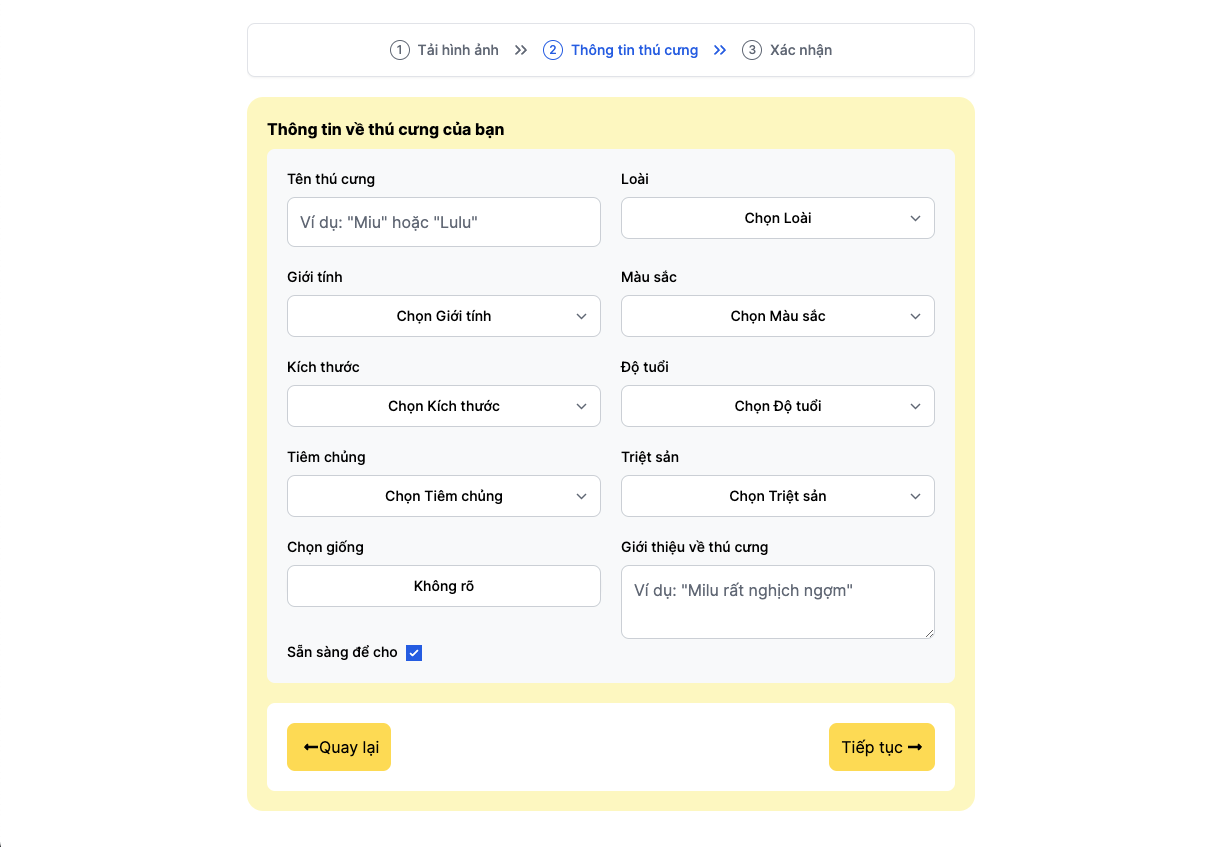 1 Tải hình ảnh 2 Thông tin thú cưng 3 Xác nhận
Thông tin về thú cưng của bạn
Tên thú cưng
Ví dụ: "Miu" hoặc "Lulu"
Loài
Chọn Loài
Giới tính
Chọn Giới tính
Màu sắc
Chọn Màu sắc
Kích thước
Chọn Kích thước
Độ tuổi
Chọn Độ tuổi
Tiêm chủng
Chọn Tiêm chủng
Triệt sản
Chọn Triệt sản
Chọn giống
Không rõ
Giới thiệu về thú cưng
Ví dụ: "Milu rất nghịch ngợm"
Sẵn sàng để cho
Quay lại
Tiếp tục